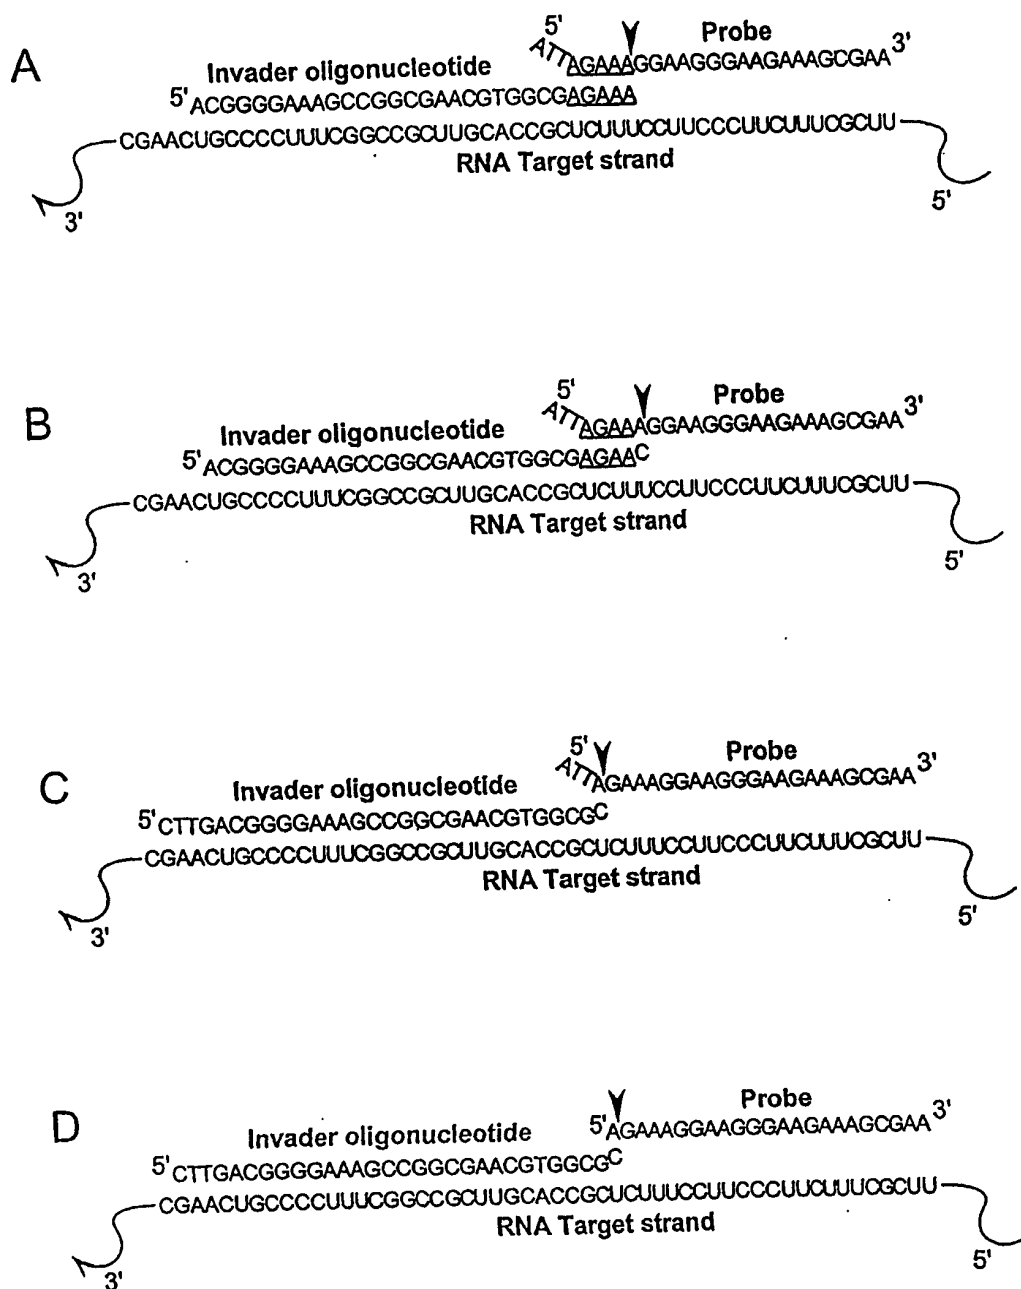 A
5'
Probe
ATTAGAAAGGAAGGGAAGAAAGCGAA 3'
Invader oligonucleotide
5' ACGGGGAAAGCCGGCGAACGTGGCGAGAAA
CGAACUGCCCCUUUCGGCCGCUUGCACCGCUCUUUCCUUCCCUUCUUUCGCUU
RNA Target strand
3'
5'
B
5'
Probe
ATTAGAAAGGAAGGGAAGAAAGCGAA 3'
Invader oligonucleotide
5' ACGGGGAAAGCCGGCGAACGTGGCGAGAAC
CGAACUGCCCCUUUCGGCCGCUUGCACCGCUCUUUCCUUCCCUUCUUUCGCUU
RNA Target strand
3'
5'
C
5'
Probe
ATTAGAAAGGAAGGGAAGAAAGCGAA 3'
Invader oligonucleotide
5' CTTGACGGGGAAAGCCGGCGAACGTGGCGC
CGAACUGCCCCUUUCGGCCGCUUGCACCGCUCUUUCCUUCCCUUCUUUCGCUU
RNA Target strand
3'
5'
D
Probe
5' AGAAAGGAAGGGAAGAAAGCGAA 3'
Invader oligonucleotide
5' CTTGACGGGGAAAGCCGGCGAACGTGGCGC
CGAACUGCCCCUUUCGGCCGCUUGCACCGCUCUUUCCUUCCCUUCUUUCGCUU
RNA Target strand
3'
5'